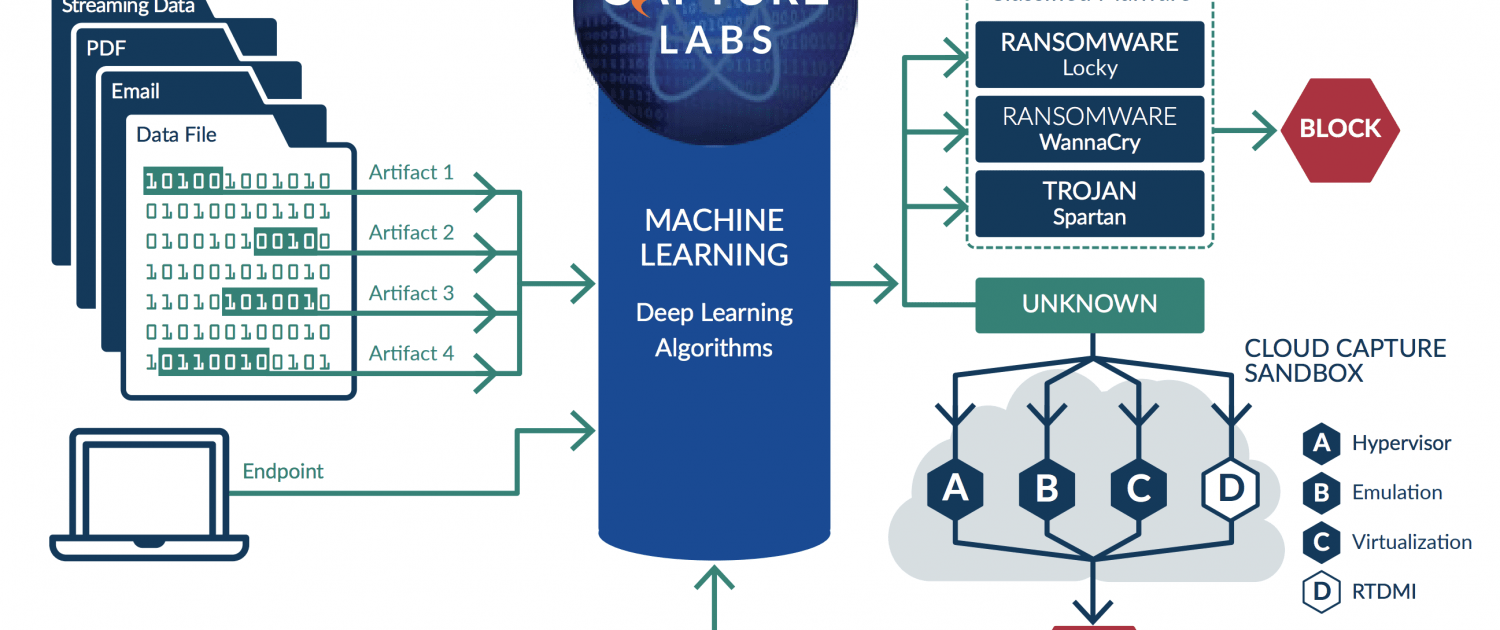 Streaming Data
PDF
Email
Data File
101001001010
010100101101
010010100100
101001010010
110101010010
010100100010
101100100101
Artifact 1
Artifact 2
Artifact 3
Artifact 4
Endpoint
CAPTURE
LABS
MACHINE
LEARNING
Deep Learning
Algorithms
RANSOMWARE
Locky
RANSOMWARE
WannaCry
TROJAN
Spartan
BLOCK
UNKNOWN
CLOUD CAPTURE
SANDBOX
A
B
C
D
A Hypervisor
B Emulation
C Virtualization
D RTDMI